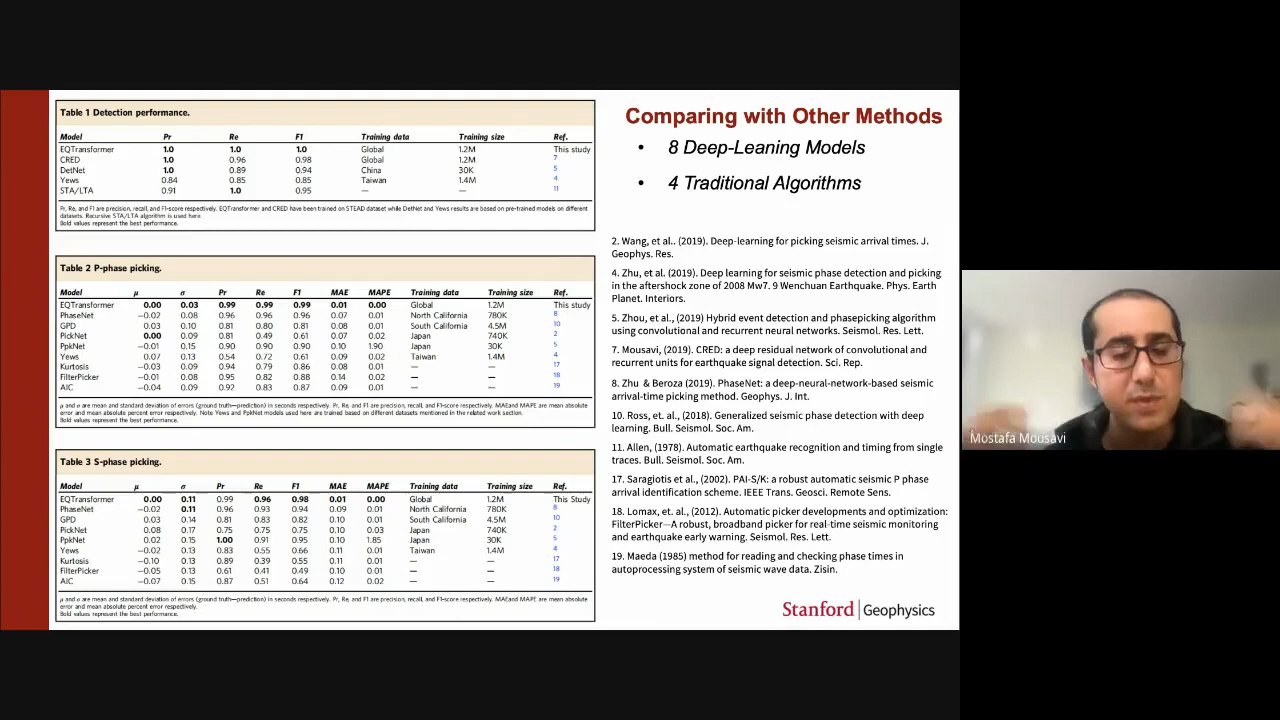 Table 1 Detection performance.
Model Pr Re F1 Training data Training size Ref.
EQTransformer 1.0 1.0 1.0 Global 1.2M This study
CRED 1.0 0.96 0.98 Global 1.2M 7
DetNet 1.0 0.89 0.94 China 30K 5
Yews 0.84 0.85 0.85 Taiwan 1.4M 4
STA/LTA 0.91 1.0 0.95 — — 11
Pr, Re, and F1 are precision, recall, and F1-score respectively. EQTransformer and CRED have been trained on STEAD dataset while DetNet and Yews results are based on pre-trained models on different
datasets. Recursive STA/LTA algorithm is used here.
Bold values represent the best performance.
Table 2 P-phase picking.
Model μ σ Pr Re F1 MAE MAPE Training data Training size Ref.
EQTransformer 0.00 0.03 0.99 0.99 0.99 0.01 0.00 Global 1.2M This study
PhaseNet −0.02 0.08 0.96 0.96 0.96 0.07 0.01 North California 780K 8
GPD 0.03 0.10 0.81 0.80 0.81 0.08 0.01 South California 4.5M 10
PickNet 0.00 0.09 0.81 0.49 0.61 0.07 0.02 Japan 740K 2
PpkNet −0.01 0.15 0.90 0.90 0.90 0.10 1.90 Japan 30K 5
Yews 0.07 0.13 0.54 0.72 0.61 0.09 0.02 Taiwan 1.4M 4
Kurtosis −0.03 0.09 0.94 0.79 0.86 0.08 0.01 — — 17
FilterPicker −0.01 0.08 0.95 0.82 0.88 0.14 0.02 — — 18
AIC −0.04 0.09 0.92 0.83 0.87 0.09 0.01 — — 19
μ and σ are mean and standard deviation of errors (ground truth—prediction) in seconds respectively. Pr, Re, and F1 are precision, recall, and F1-score respectively. MAE and MAPE are mean absolute
error and mean absolute percent error respectively. Note Yews and PpkNet models used here are trained based on different datasets mentioned in the related work section.
Bold values represent the best performance.
Table 3 S-phase picking.
Model μ σ Pr Re F1 MAE MAPE Training data Training size Ref.
EQTransformer 0.00 0.11 0.99 0.96 0.98 0.01 0.00 Global 1.2M This Study
PhaseNet −0.02 0.11 0.96 0.93 0.94 0.09 0.01 North California 780K 8
GPD 0.03 0.14 0.81 0.83 0.82 0.10 0.01 South California 4.5M 10
PickNet 0.08 0.17 0.75 0.75 0.75 0.10 0.03 Japan 740K 2
PpkNet 0.02 0.15 1.00 0.91 0.95 0.10 1.85 Japan 30K 5
Yews −0.02 0.13 0.83 0.55 0.66 0.11 0.01 Taiwan 1.4M 4
Kurtosis −0.10 0.13 0.89 0.39 0.55 0.11 0.01 — — 17
FilterPicker −0.05 0.13 0.61 0.41 0.49 0.10 0.01 — — 18
AIC −0.07 0.15 0.87 0.51 0.64 0.12 0.02 — — 19
μ and σ are mean and standard deviation of errors (ground truth—prediction) in seconds respectively. Pr, Re, and F1 are precision, recall, and F1-score respectively. MAEand MAPE are mean absolute
error and mean absolute percent error respectively.
Bold values represent the best performance.
Comparing with Other Methods
• 8 Deep-Leaning Models
• 4 Traditional Algorithms
2. Wang, et al.. (2019). Deep-learning for picking seismic arrival times. J.
Geophys. Res.
4. Zhu, et al. (2019). Deep learning for seismic phase detection and picking
in the aftershock zone of 2008 Mw7. 9 Wenchuan Earthquake. Phys. Earth
Planet. Interiors.
5. Zhou, et al., (2019) Hybrid event detection and phasepicking algorithm
using convolutional and recurrent neural networks. Seismol. Res. Lett.
7. Mousavi, (2019). CRED: a deep residual network of convolutional and
recurrent units for earthquake signal detection. Sci. Rep.
8. Zhu & Beroza (2019). PhaseNet: a deep-neural-network-based seismic
arrival-time picking method. Geophys. J. Int.
10. Ross, et al., (2018). Generalized seismic phase detection with deep
learning. Bull. Seismol. Soc. Am.
11. Allen, (1978). Automatic earthquake recognition and timing from single
traces. Bull. Seismol. Soc. Am.
17. Saragiotis et al., (2002). PAI-S/K: a robust automatic seismic P phase
arrival identification scheme. IEEE Trans. Geosci. Remote Sens.
18. Lomax, et. al., (2012). Automatic picker developments and optimization:
FilterPicker—A robust, broadband picker for real-time seismic monitoring
and earthquake early warning. Seismol. Res. Lett.
19. Maeda (1985) method for reading and checking phase times in
autoprocessing system of seismic wave data. Zisin.
Stanford | Geophysics
Mostafa Mousavi